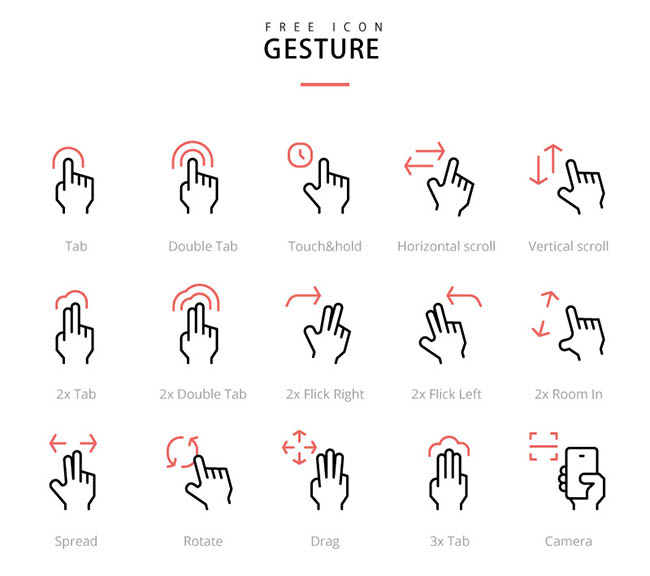 FREE ICON
GESTURE
Tab
Double Tab
Touch&hold
Horizontal scroll
Vertical scroll
2x Tab
2x Double Tab
2x Flick Right
2x Flick Left
2x Room In
Spread
Rotate
Drag
3x Tab
Camera